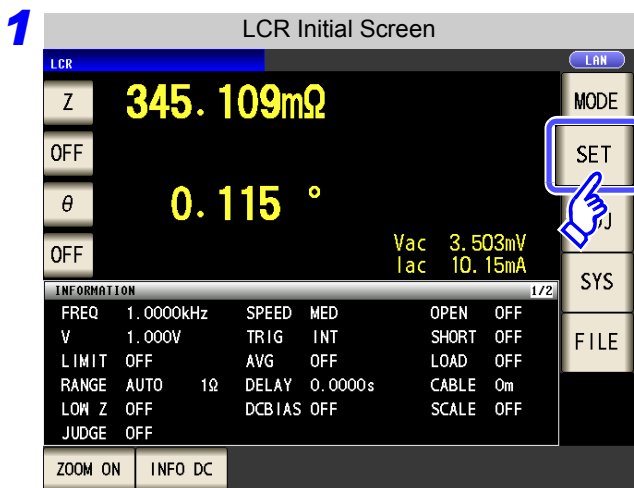 1
LCR Initial Screen
LCR
LAN
Z 345.109mΩ
MODE
OFF
SET
θ 0.115 °
OFF
Vac 3.503mV
Iac 10.15mA
SYS
INFORMATION 1/2
FREQ 1.0000kHz SPEED MED OPEN OFF
V 1.000V TRIG INT SHORT OFF
FILE
LIMIT OFF AVG OFF LOAD OFF
RANGE AUTO 1Ω DELAY 0.0000s CABLE 0m
LOW Z OFF DCBIAS OFF SCALE OFF
JUDGE OFF
ZOOM ON INFO DC